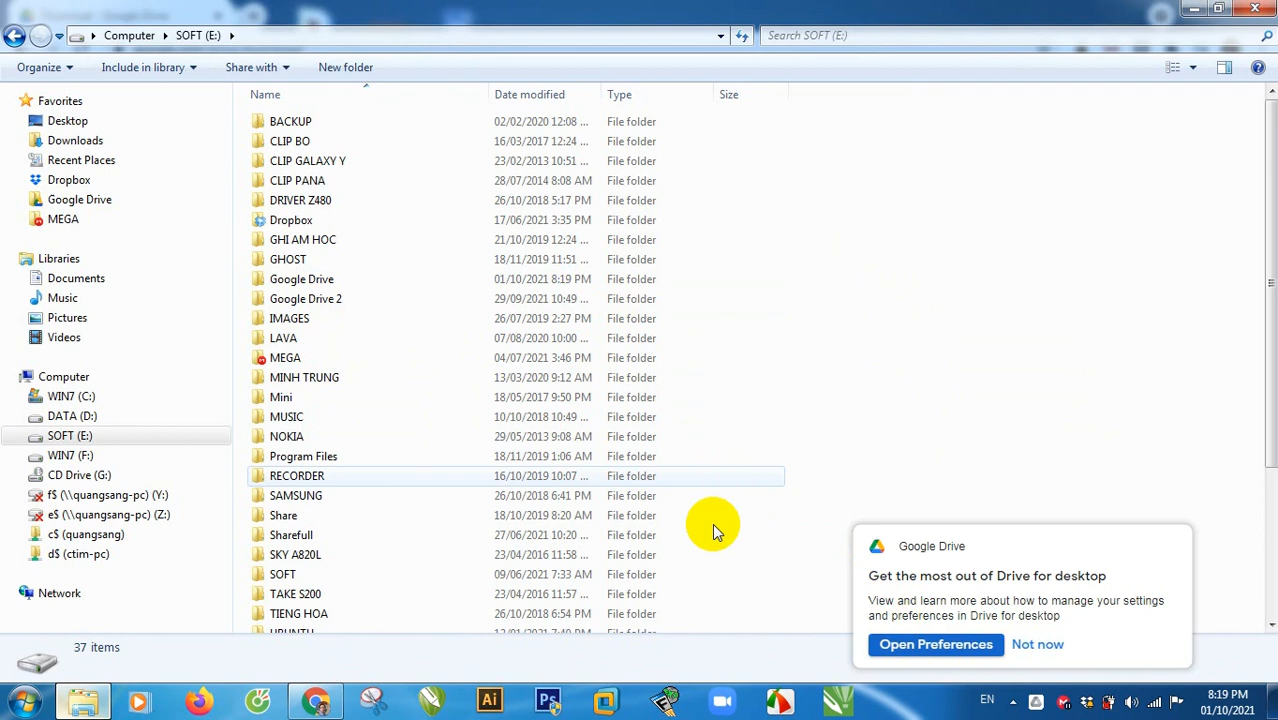 Computer
SOFT (E:)
Search SOFT (E:)
Organize
Include in library
Share with
New folder
Favorites
Desktop
Downloads
Recent Places
Dropbox
Google Drive
MEGA
Libraries
Documents
Music
Pictures
Videos
Computer
WIN7 (C:)
DATA (D:)
SOFT (E:)
WIN7 (F:)
CD Drive (G:)
f$ (\\quangsang-pc) (Y:)
e$ (\\quangsang-pc) (Z:)
c$ (quangsang)
d$ (ctim-pc)
Network
Name Date modified Type Size
BACKUP 02/02/2020 12:08 ... File folder
CLIP BO 16/03/2017 12:24 ... File folder
CLIP GALAXY Y 23/02/2013 10:51 ... File folder
CLIP PANA 28/07/2014 8:08 AM File folder
DRIVER Z480 26/10/2018 5:17 PM File folder
Dropbox 17/06/2021 3:35 PM File folder
GHI AM HOC 21/10/2019 12:24 ... File folder
GHOST 18/11/2019 11:51 ... File folder
Google Drive 01/10/2021 8:19 PM File folder
Google Drive 2 29/09/2021 10:49 ... File folder
IMAGES 26/07/2019 2:27 PM File folder
LAVA 07/08/2020 10:00 ... File folder
MEGA 04/07/2021 3:46 PM File folder
MINH TRUNG 13/03/2020 9:12 AM File folder
Mini 18/05/2017 9:50 PM File folder
MUSIC 10/10/2018 10:49 ... File folder
NOKIA 29/05/2013 9:08 AM File folder
Program Files 18/11/2019 1:06 AM File folder
RECORDER 16/10/2019 10:07 ... File folder
SAMSUNG 26/10/2018 6:41 PM File folder
Share 18/10/2019 8:20 AM File folder
Sharefull 27/06/2021 10:20 ... File folder
SKY A820L 23/04/2016 11:58 ... File folder
SOFT 09/06/2021 7:33 AM File folder
TAKE S200 23/04/2016 11:57 ... File folder
TIENG HOA 26/10/2018 6:54 PM File folder
UBUNTU 12/01/2021 7:40 PM File folder
37 items
Google Drive
Get the most out of Drive for desktop
View and learn more about how to manage your settings
and preferences in Drive for desktop
Open Preferences
Not now
Ai
Ps
EN
8:19 PM
01/10/2021